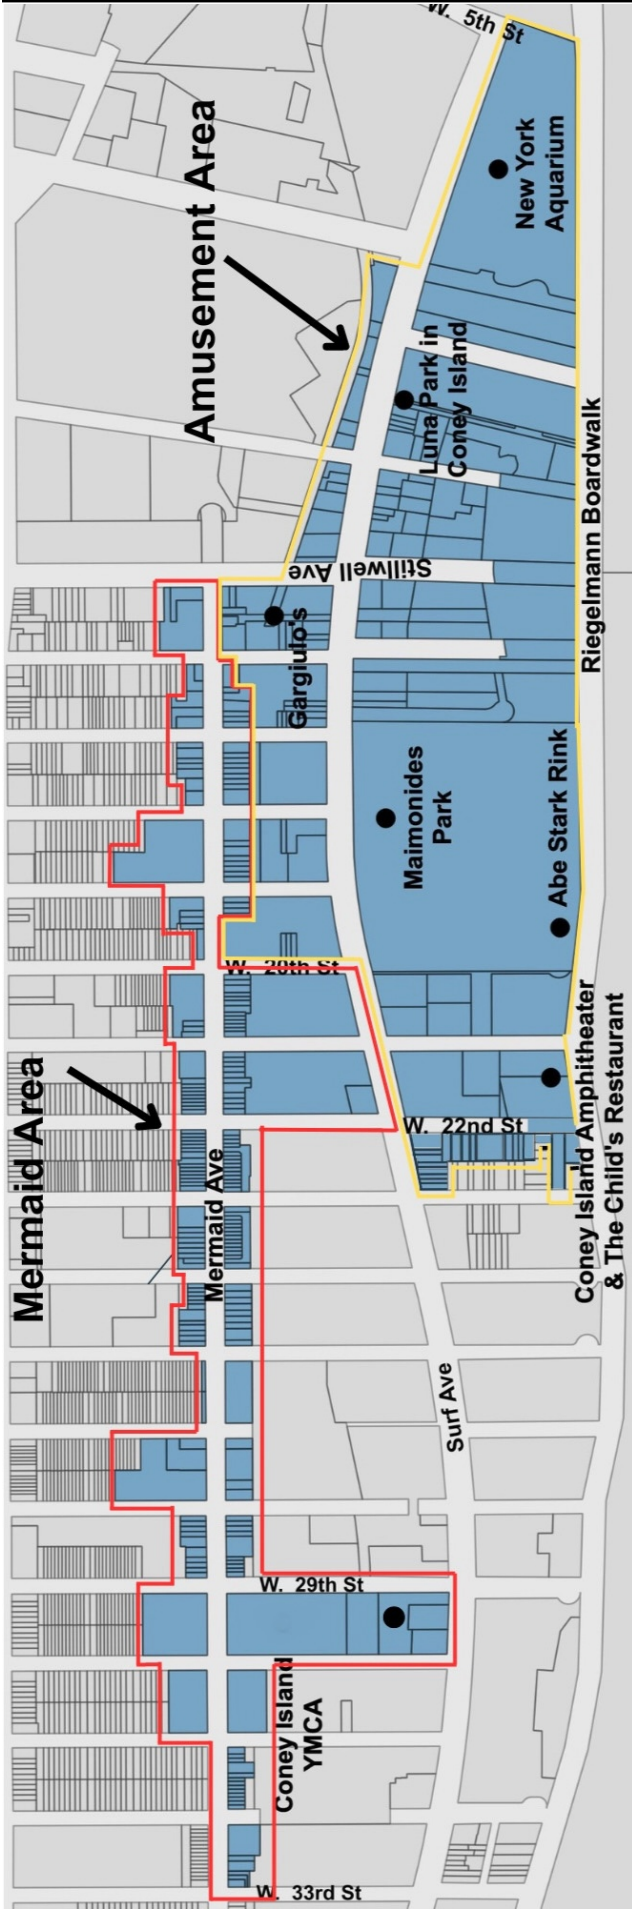 W. 5th St
New York
Aquarium
Amusement Area
Luna Park in
Coney Island
Riegelmann Boardwalk
Stillwell Ave
Gargiulo's
Maimonides
Park
Abe Stark Rink
W. 20th St
Coney Island Amphitheater
& The Child's Restaurant
W. 22nd St
Mermaid Area
Mermaid Ave
Surf Ave
W. 29th St
Coney Island
YMCA
W. 33rd St